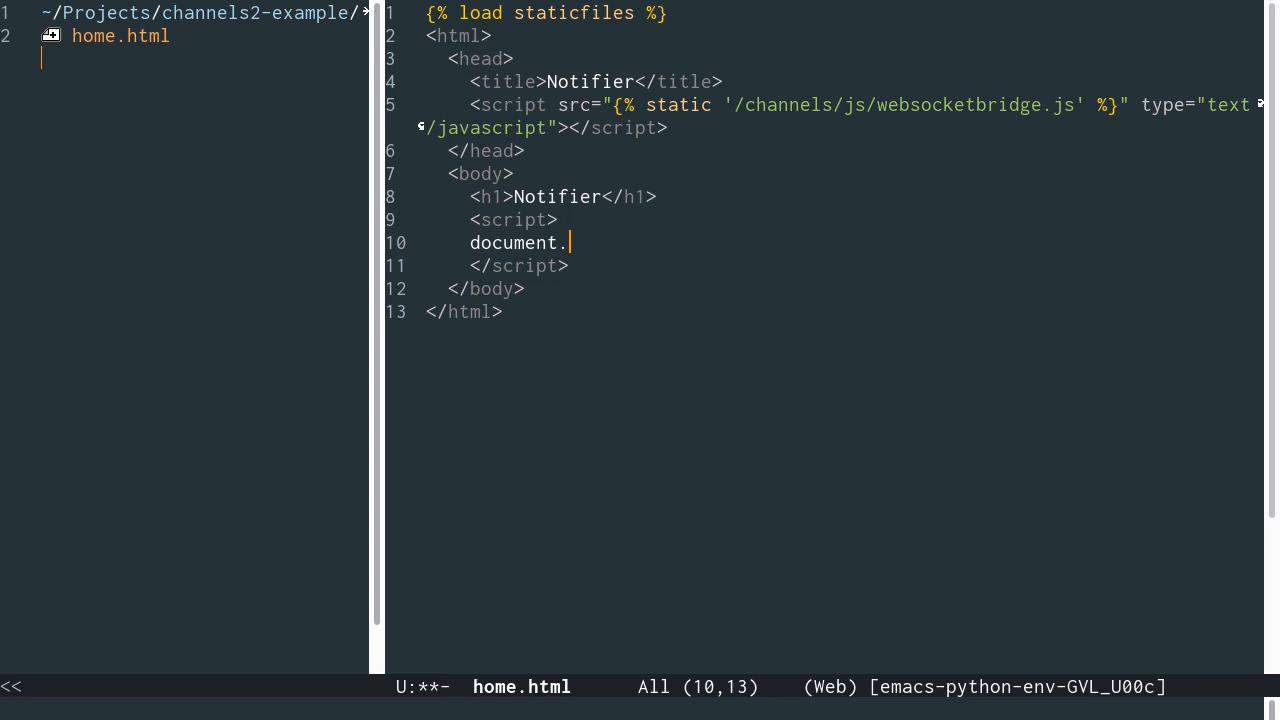 1 ~/Projects/channels2-example/
2 home.html
1 {% load staticfiles %}
2 <html>
3 <head>
4 <title>Notifier</title>
5 <script src="{% static '/channels/js/websocketbridge.js' %}" type="text
/javascript"></script>
6 </head>
7 <body>
8 <h1>Notifier</h1>
9 <script>
10 document.
11 </script>
12 </body>
13 </html>
<< U:**- home.html All (10,13) (Web) [emacs-python-env-GVL_U00c]